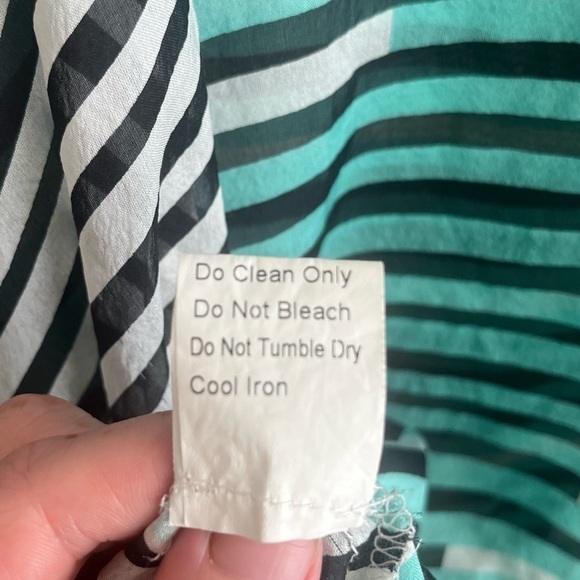 Do Clean Only
Do Not Bleach
Do Not Tumble Dry
Cool Iron